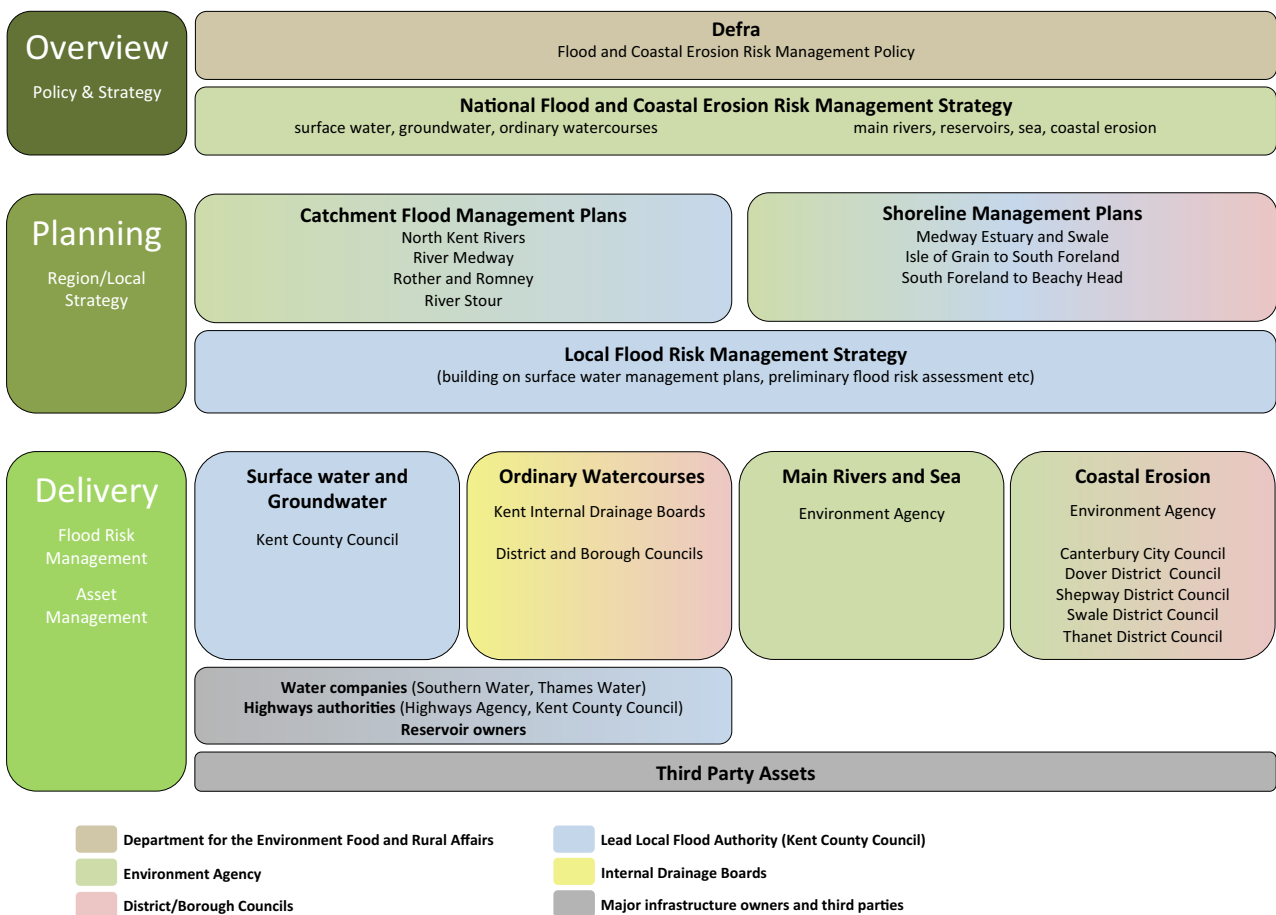 Overview
Policy & Strategy
Defra
Flood and Coastal Erosion Risk Management Policy
National Flood and Coastal Erosion Risk Management Strategy
surface water, groundwater, ordinary watercourses
main rivers, reservoirs, sea, coastal erosion
Planning
Region/Local
Strategy
Catchment Flood Management Plans
North Kent Rivers
River Medway
Rother and Romney
River Stour
Shoreline Management Plans
Medway Estuary and Swale
Isle of Grain to South Foreland
South Foreland to Beachy Head
Local Flood Risk Management Strategy
(building on surface water management plans, preliminary flood risk assessment etc)
Delivery
Flood Risk
Management
Asset
Management
Surface water and
Groundwater
Kent County Council
Ordinary Watercourses
Kent Internal Drainage Boards
District and Borough Councils
Main Rivers and Sea
Environment Agency
Coastal Erosion
Environment Agency
Canterbury City Council
Dover District Council
Shepway District Council
Swale District Council
Thanet District Council
Water companies (Southern Water, Thames Water)
Highways authorities (Highways Agency, Kent County Council)
Reservoir owners
Third Party Assets
Department for the Environment Food and Rural Affairs
Environment Agency
District/Borough Councils
Lead Local Flood Authority (Kent County Council)
Internal Drainage Boards
Major infrastructure owners and third parties